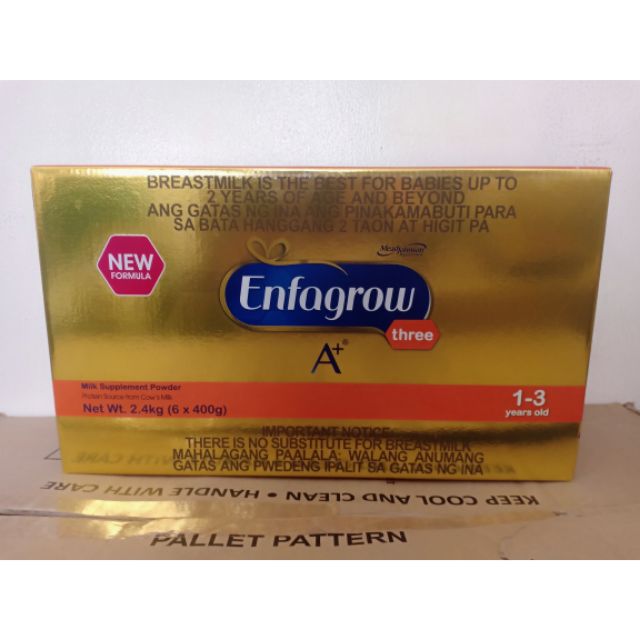 BREASTMILK IS THE BEST FOR BABIES UP TO
2 YEARS OF AGE AND BEYOND
ANG GATAS NG INA ANG PINAKAMABUTI PARA
SA BATA HANGGANG 2 TAON AT HIGIT PA
NEW
FORMULA
MeadJohnson
Enfagrow
three
A+®
Milk Supplement Powder
Protein Source from Cow's Milk
Net Wt. 2.4kg (6 x 400g)
1-3
years old
IMPORTANT NOTICE:
THERE IS NO SUBSTITUTE FOR BREASTMILK
MAHALAGANG PAALALA: WALANG ANUMANG
GATAS ANG PWEDENG IPALIT SA GATAS NG INA
KEEP COOL AND CLEAN • HANDLE WITH CARE
PALLET PATTERN